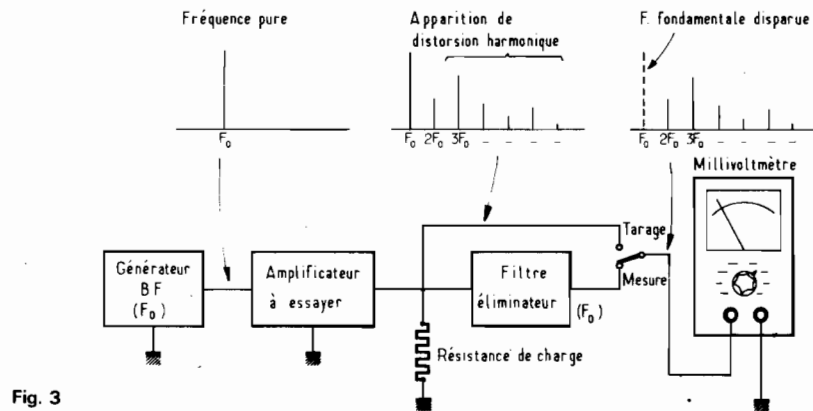 Fréquence pure
F₀
Apparition de
distorsion harmonique
F₀ 2F₀ 3F₀
F. fondamentale disparue
F₀ 2F₀ 3F₀
Millivoltmètre
Générateur
BF
(F₀)
Amplificateur
à essayer
Filtre
éliminateur
(F₀)
Tarage
Mesure
Résistance de charge
Fig. 3